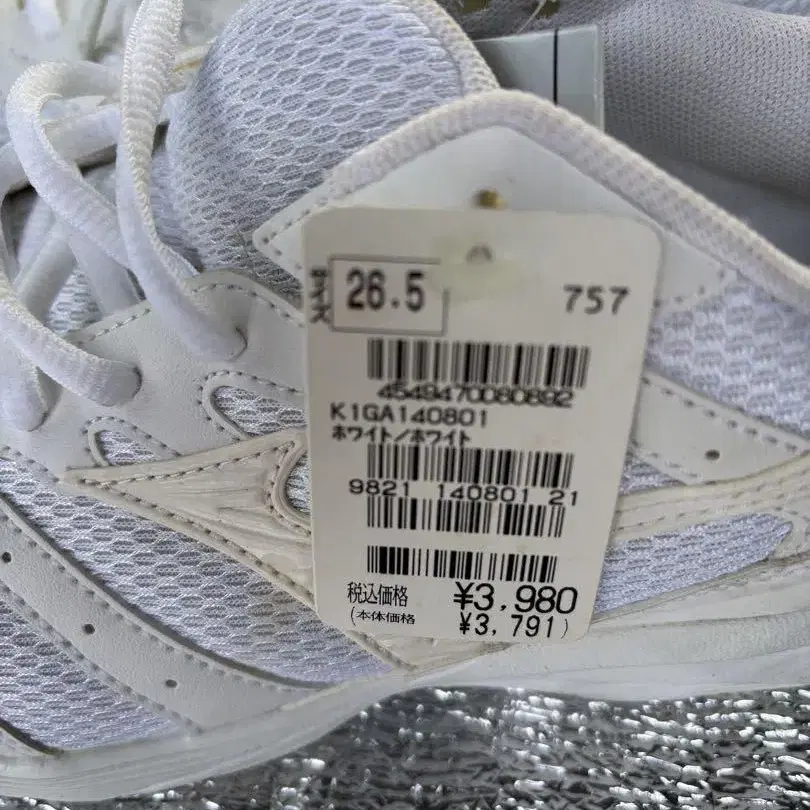 サイズ 26.5 757
4549470080892
K1GA140801
ホワイト／ホワイト
9821 140801 21
税込価格 ¥3,980
(本体価格 ¥3,791)